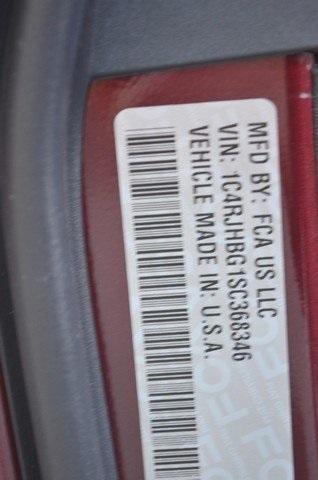 MFD BY: FCA US LLC
VIN: 1C4RJHBG1SC368346
VEHICLE MADE IN: U.S.A.